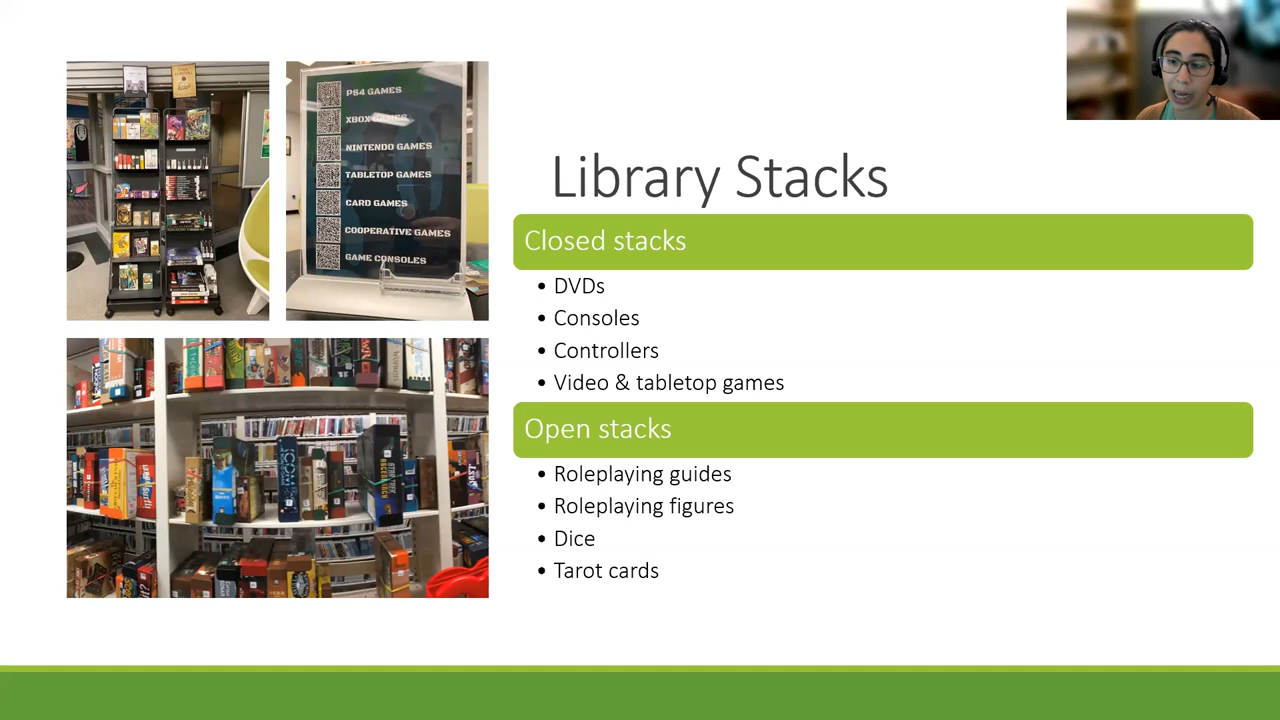 PS4 GAMES
XBOX GAMES
NINTENDO GAMES
TABLETOP GAMES
CARD GAMES
COOPERATIVE GAMES
GAME CONSOLES
Library Stacks
Closed stacks
• DVDs
• Consoles
• Controllers
• Video & tabletop games
Open stacks
• Roleplaying guides
• Roleplaying figures
• Dice
• Tarot cards